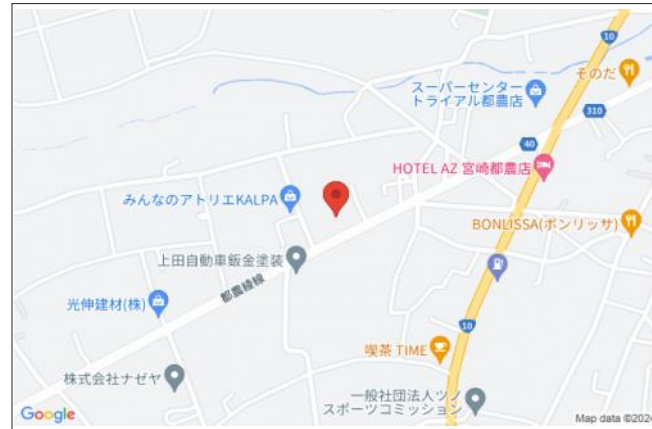 10
そのだ
スーパーセンター
トライアル都農店
310
40
HOTEL AZ 宮崎都農店
みんなのアトリエKALPA
BONLISSA(ボンリッサ)
上田自動車鈑金塗装
都農綾線
光伸建材(株)
10
喫茶 TIME
株式会社ナゼヤ
一般社団法人ツノ
スポーツコミッション
Google
Map data ©2024